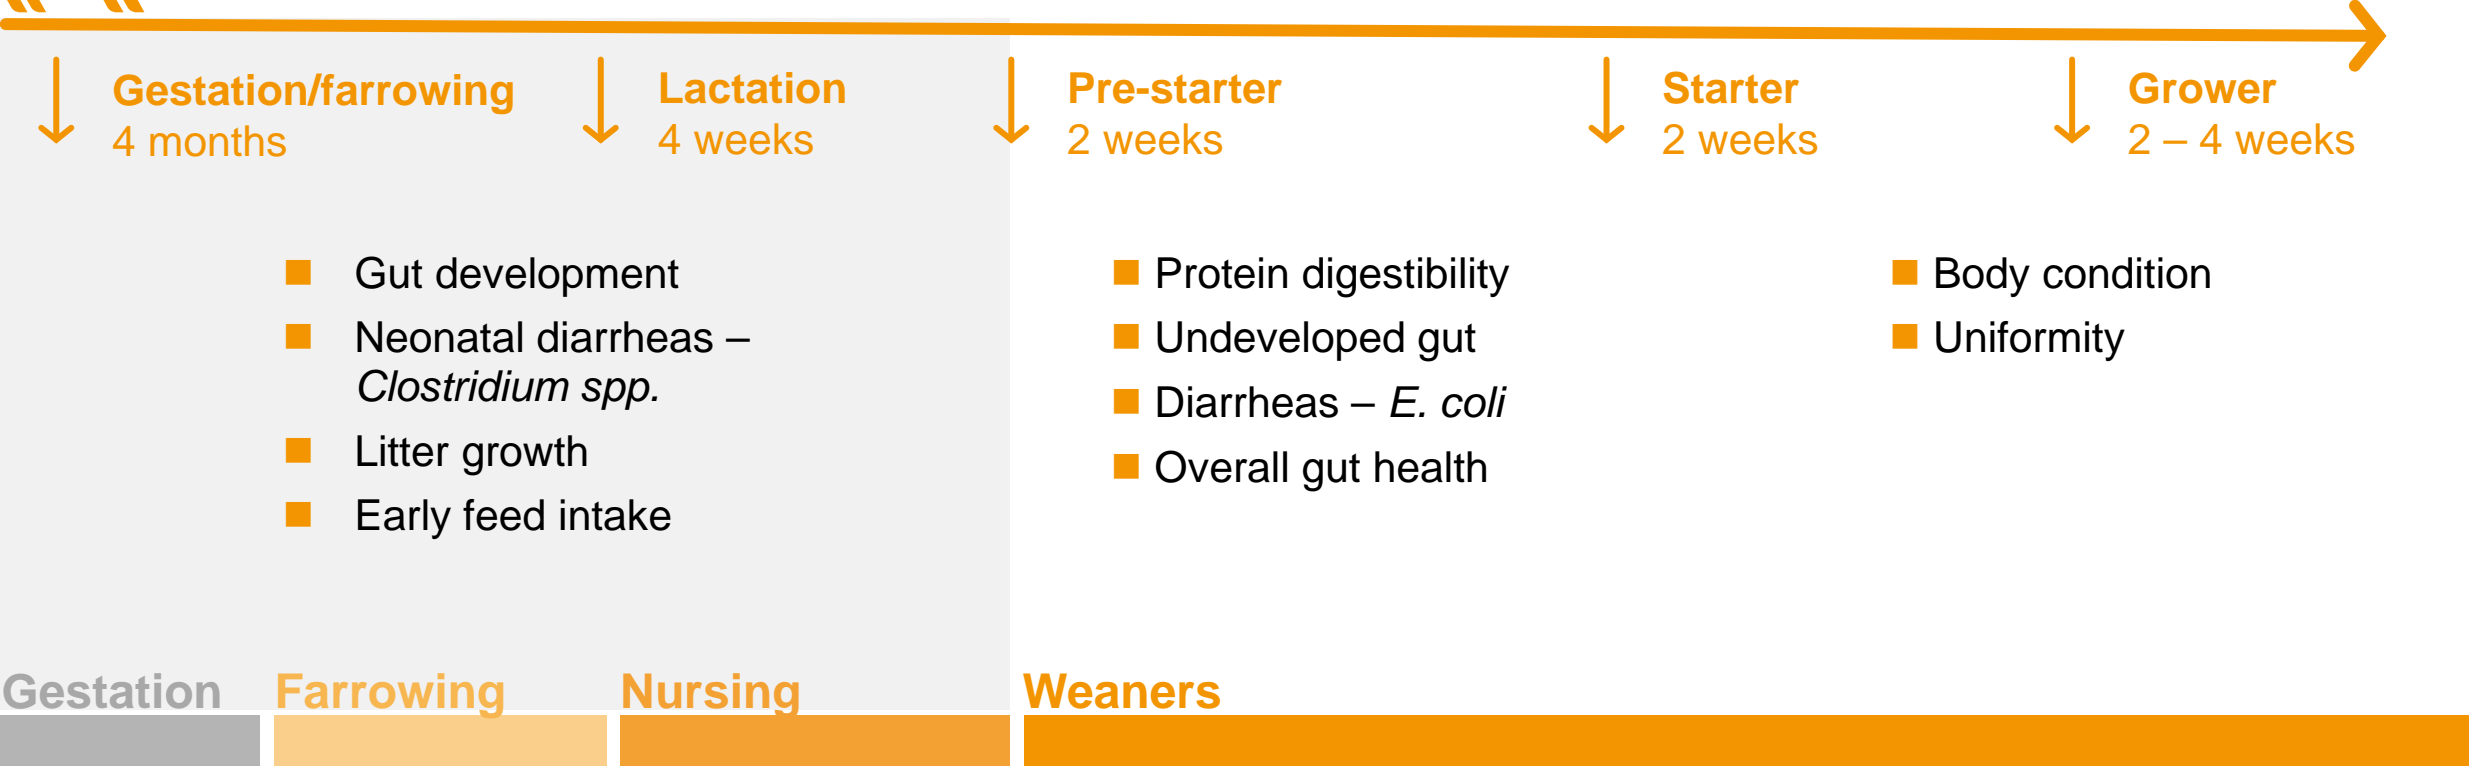 Gestation/farrowing
4 months
Lactation
4 weeks
Pre-starter
2 weeks
Starter
2 weeks
Grower
2 – 4 weeks
Gut development
Neonatal diarrheas –
Clostridium spp.
Litter growth
Early feed intake
Protein digestibility
Undeveloped gut
Diarrheas – E. coli
Overall gut health
Body condition
Uniformity
Gestation
Farrowing
Nursing
Weaners